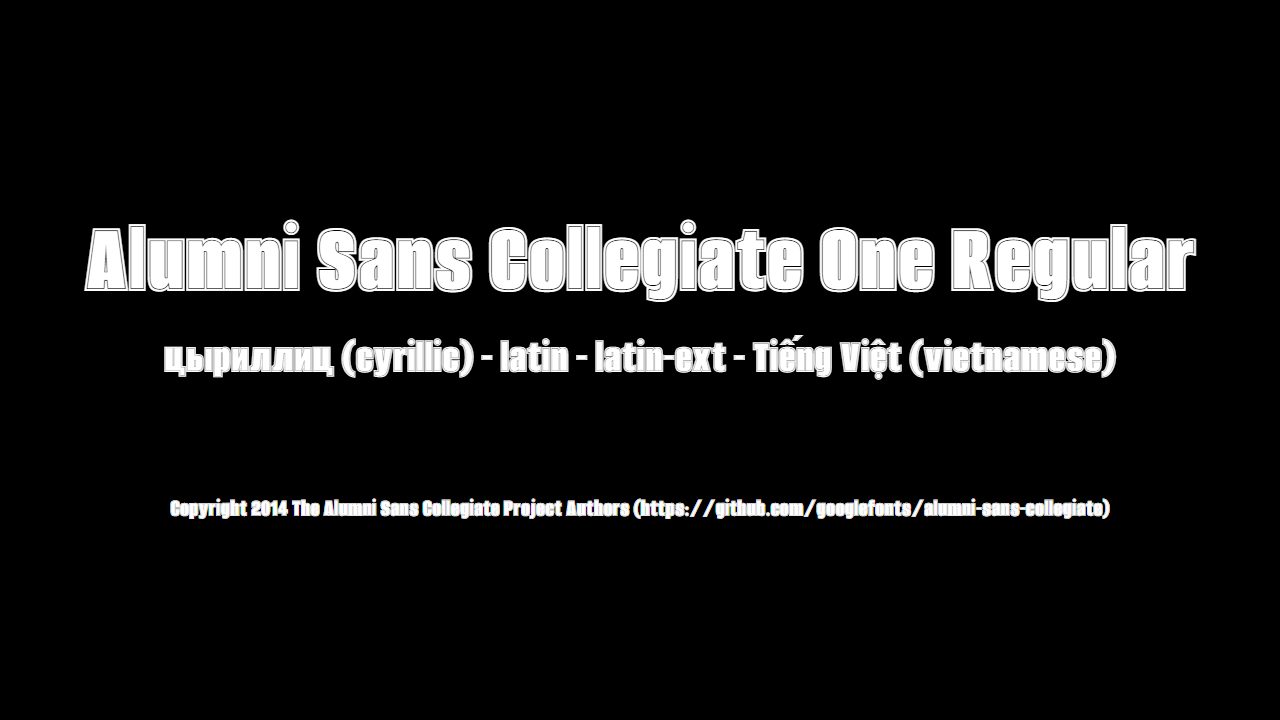 Alumni Sans Collegiate One Regular
цыриллиц (cyrillic) - latin - latin-ext - Tiếng Việt (vietnamese)
Copyright 2014 The Alumni Sans Collegiate Project Authors (https://github.com/googlefonts/alumni-sans-collegiate)